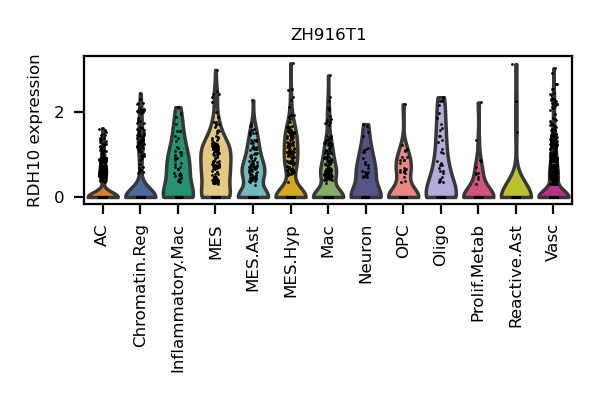 ZH916T1
RDH10 expression
2
0
AC
Chromatin.Reg
Inflammatory.Mac
MES
MES.Ast
MES.Hyp
Mac
Neuron
OPC
Oligo
Prolif.Metab
Reactive.Ast
Vasc